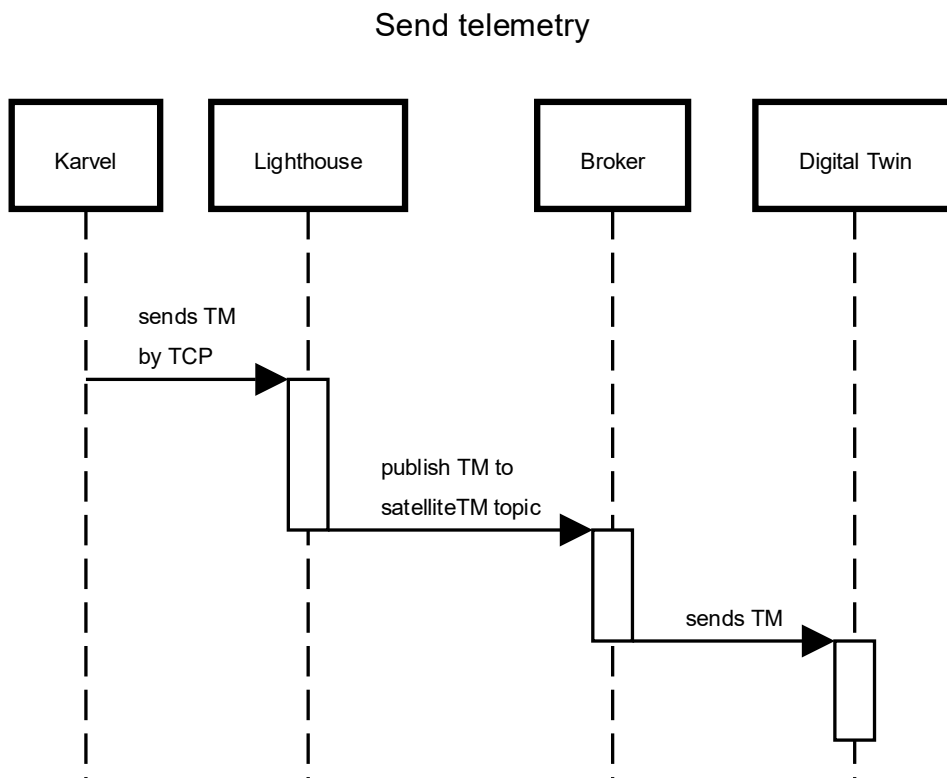 Send telemetry
Karvel
Lighthouse
Broker
Digital Twin
sends TM
by TCP
publish TM to
satelliteTM topic
sends TM